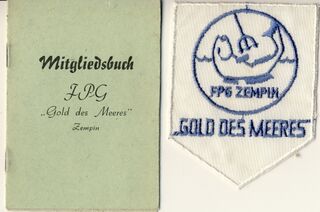 Mitgliedsbuch
FPG
„Gold des Meeres"
Zempin
FPG ZEMPIN
„GOLD DES MEERES"